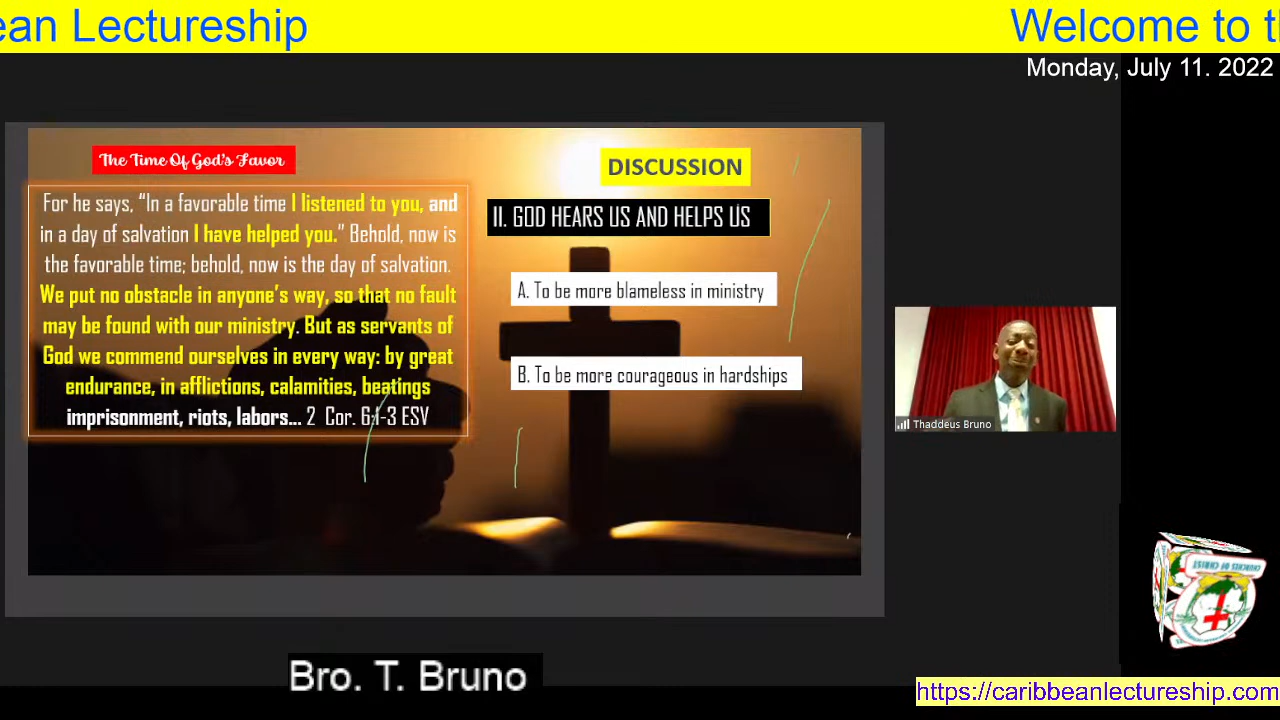 ean Lectureship
Welcome to t
Monday, July 11. 2022
The Time Of God's Favor
For he says, “In a favorable time I listened to you, and
in a day of salvation I have helped you.” Behold, now is
the favorable time; behold, now is the day of salvation.
We put no obstacle in anyone's way, so that no fault
may be found with our ministry. But as servants of
God we commend ourselves in every way: by great
endurance, in afflictions, calamities, beatings
imprisonment, riots, labors... 2 Cor. 6:1-3 ESV
DISCUSSION
II. GOD HEARS US AND HELPS US
A. To be more blameless in ministry
B. To be more courageous in hardships
Thaddeus Bruno
CHURCHES OF CHRIST
Bro. T. Bruno
https://caribbeanlectureship.com